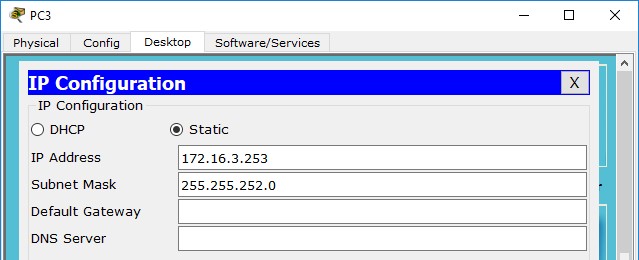 PC3
Physical Config Desktop Software/Services
IP Configuration X
IP Configuration
DHCP Static
IP Address 172.16.3.253
Subnet Mask 255.255.252.0
Default Gateway
DNS Server